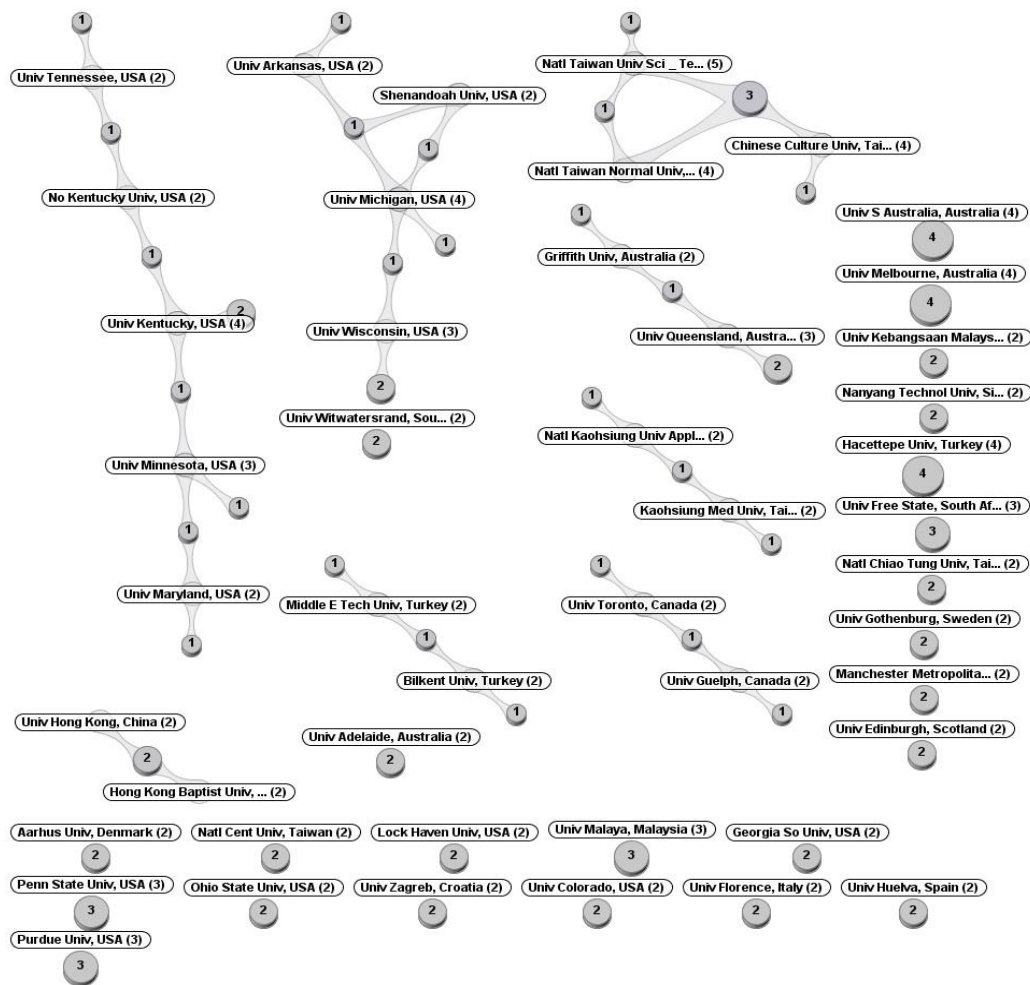 1
Univ Tennessee, USA (2)
1
No Kentucky Univ, USA (2)
1
2
Univ Kentucky, USA (4)
1
Univ Minnesota, USA (3)
1
1
Univ Maryland, USA (2)
1
1
Univ Arkansas, USA (2)
Shenandoah Univ, USA (2)
1
1
Univ Michigan, USA (4)
1
1
Univ Wisconsin, USA (3)
2
Univ Witwatersrand, Sou... (2)
2
1
Natl Taiwan Univ Sci _ Te... (5)
3
1
Chinese Culture Univ, Tai... (4)
Natl Taiwan Normal Univ,... (4)
1
1
Griffith Univ, Australia (2)
1
Univ Queensland, Austra... (3)
2
1
Natl Kaohsiung Univ Appl... (2)
1
Kaohsiung Med Univ, Tai... (2)
1
Univ S Australia, Australia (4)
4
Univ Melbourne, Australia (4)
4
Univ Kebangsaan Malays... (2)
2
Nanyang Technol Univ, Si... (2)
2
Hacettepe Univ, Turkey (4)
4
Univ Free State, South Af... (3)
3
Natl Chiao Tung Univ, Tai... (2)
2
Univ Gothenburg, Sweden (2)
2
Manchester Metropolita... (2)
2
Univ Edinburgh, Scotland (2)
2
1
Middle E Tech Univ, Turkey (2)
1
Bilkent Univ, Turkey (2)
1
1
Univ Toronto, Canada (2)
1
Univ Guelph, Canada (2)
1
Univ Hong Kong, China (2)
2
Hong Kong Baptist Univ, ... (2)
Univ Adelaide, Australia (2)
2
Aarhus Univ, Denmark (2)
2
Natl Cent Univ, Taiwan (2)
2
Lock Haven Univ, USA (2)
2
Univ Malaya, Malaysia (3)
3
Georgia So Univ, USA (2)
2
Penn State Univ, USA (3)
3
Ohio State Univ, USA (2)
2
Univ Zagreb, Croatia (2)
2
Univ Colorado, USA (2)
2
Univ Florence, Italy (2)
2
Univ Huelva, Spain (2)
2
Purdue Univ, USA (3)
3